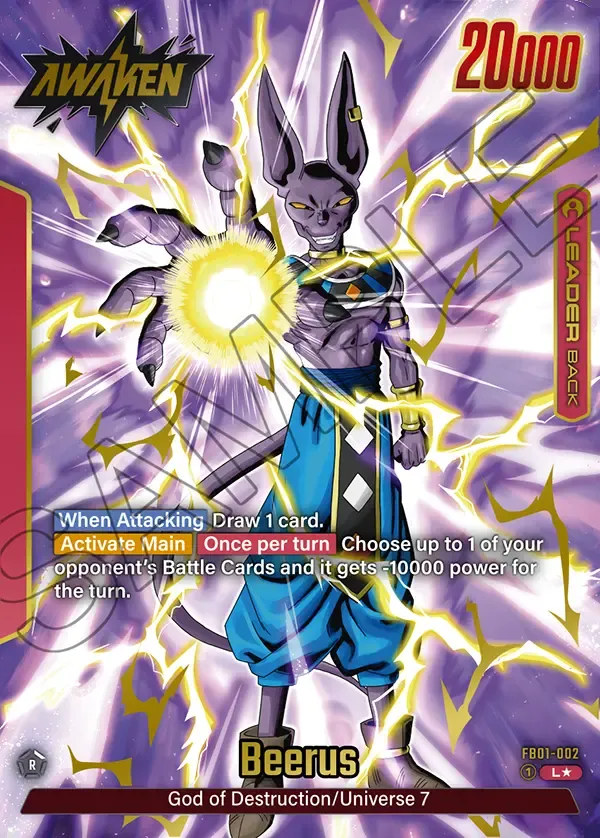 AWAKEN
20000
LEADER BACK
When Attacking Draw 1 card.
Activate Main Once per turn Choose up to 1 of your
opponent's Battle Cards and it gets -10000 power for
the turn.
SAMPLE
Beerus
FB01-002
R
1 L★
God of Destruction/Universe 7